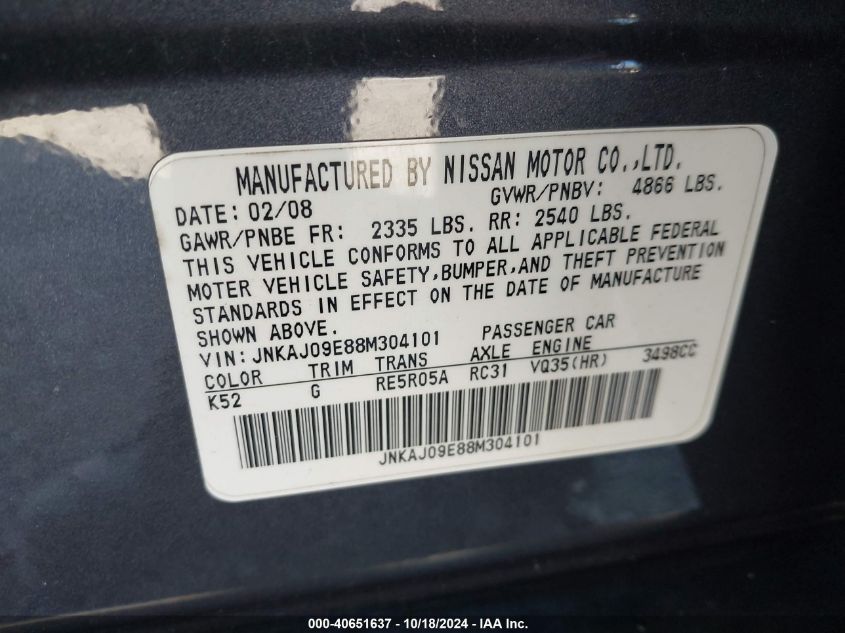 MANUFACTURED BY NISSAN MOTOR CO.,LTD.
DATE: 02/08 GVWR/PNBV: 4866 LBS.
GAWR/PNBE FR: 2335 LBS. RR: 2540 LBS.
THIS VEHICLE CONFORMS TO ALL APPLICABLE FEDERAL
MOTER VEHICLE SAFETY,BUMPER,AND THEFT PREVENTION
STANDARDS IN EFFECT ON THE DATE OF MANUFACTURE
SHOWN ABOVE.
VIN: JNKAJ09E88M304101 PASSENGER CAR
COLOR TRIM TRANS AXLE ENGINE
K52 G RE5R05A RC31 VQ35(HR) 3498CC
JNKAJ09E88M304101
000-40651637 - 10/18/2024 - IAA Inc.